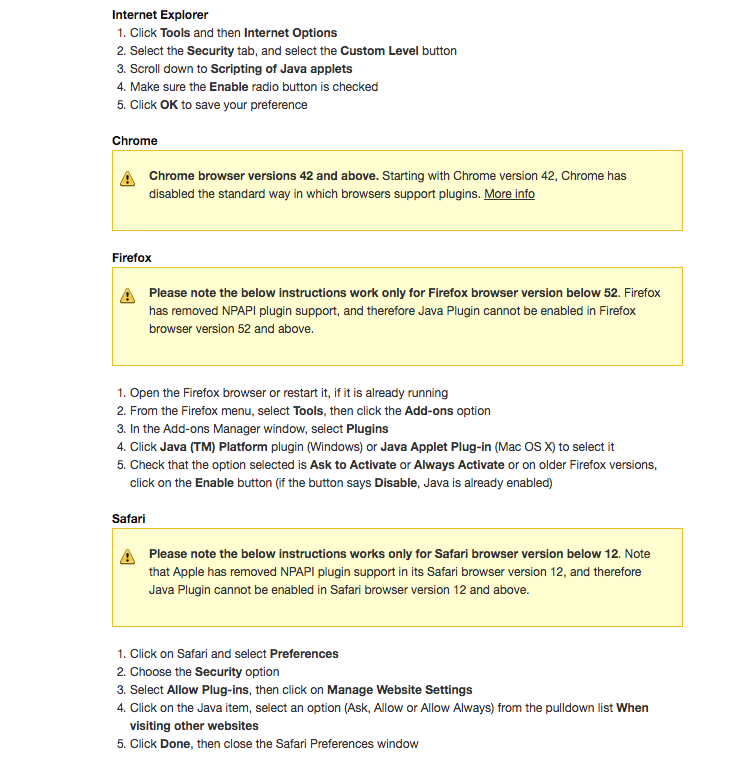 Internet Explorer
1. Click Tools and then Internet Options
2. Select the Security tab, and select the Custom Level button
3. Scroll down to Scripting of Java applets
4. Make sure the Enable radio button is checked
5. Click OK to save your preference
Chrome
Chrome browser versions 42 and above. Starting with Chrome version 42, Chrome has
disabled the standard way in which browsers support plugins. More info
Firefox
Please note the below instructions work only for Firefox browser version below 52. Firefox
has removed NPAPI plugin support, and therefore Java Plugin cannot be enabled in Firefox
browser version 52 and above.
1. Open the Firefox browser or restart it, if it is already running
2. From the Firefox menu, select Tools, then click the Add-ons option
3. In the Add-ons Manager window, select Plugins
4. Click Java (TM) Platform plugin (Windows) or Java Applet Plug-in (Mac OS X) to select it
5. Check that the option selected is Ask to Activate or Always Activate or on older Firefox versions,
click on the Enable button (if the button says Disable, Java is already enabled)
Safari
Please note the below instructions works only for Safari browser version below 12. Note
that Apple has removed NPAPI plugin support in its Safari browser version 12, and therefore
Java Plugin cannot be enabled in Safari browser version 12 and above.
1. Click on Safari and select Preferences
2. Choose the Security option
3. Select Allow Plug-ins, then click on Manage Website Settings
4. Click on the Java item, select an option (Ask, Allow or Allow Always) from the pulldown list When
visiting other websites
5. Click Done, then close the Safari Preferences window